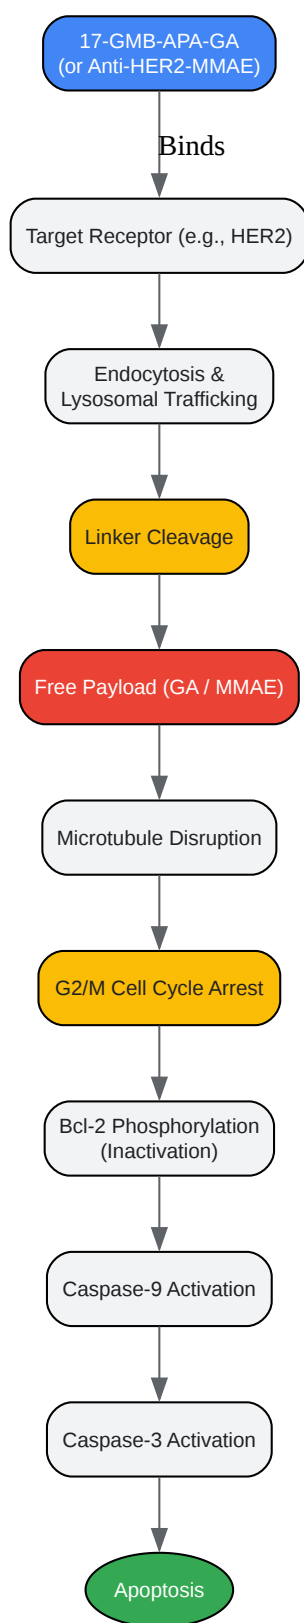 17-GMB-APA-GA
(or Anti-HER2-MMAE)
Binds
Target Receptor (e.g., HER2)
Endocytosis &
Lysosomal Trafficking
Linker Cleavage
Free Payload (GA / MMAE)
Microtubule Disruption
G2/M Cell Cycle Arrest
Bcl-2 Phosphorylation
(Inactivation)
Caspase-9 Activation
Caspase-3 Activation
Apoptosis